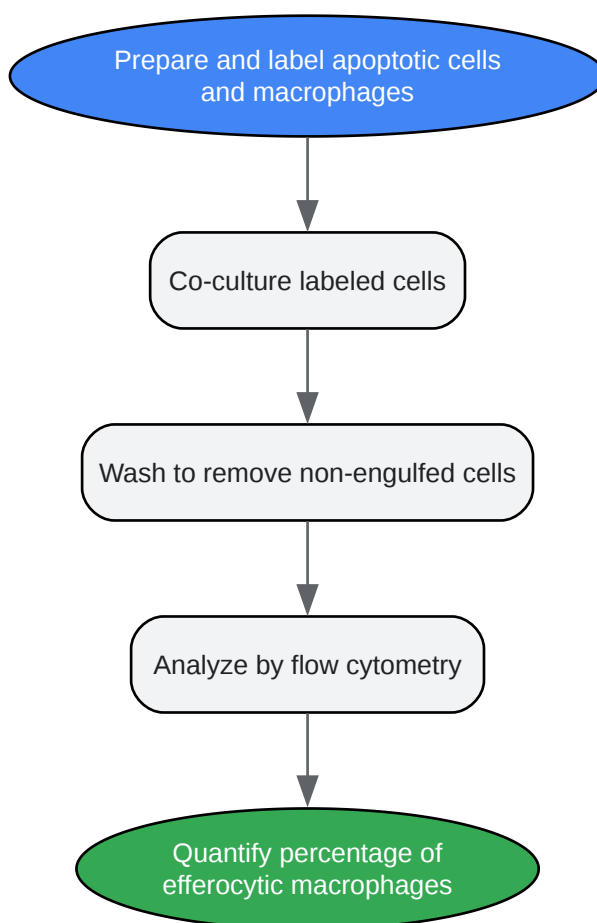 Prepare and label apoptotic cells
and macrophages
Co-culture labeled cells
Wash to remove non-engulfed cells
Analyze by flow cytometry
Quantify percentage of
efferocytic macrophages